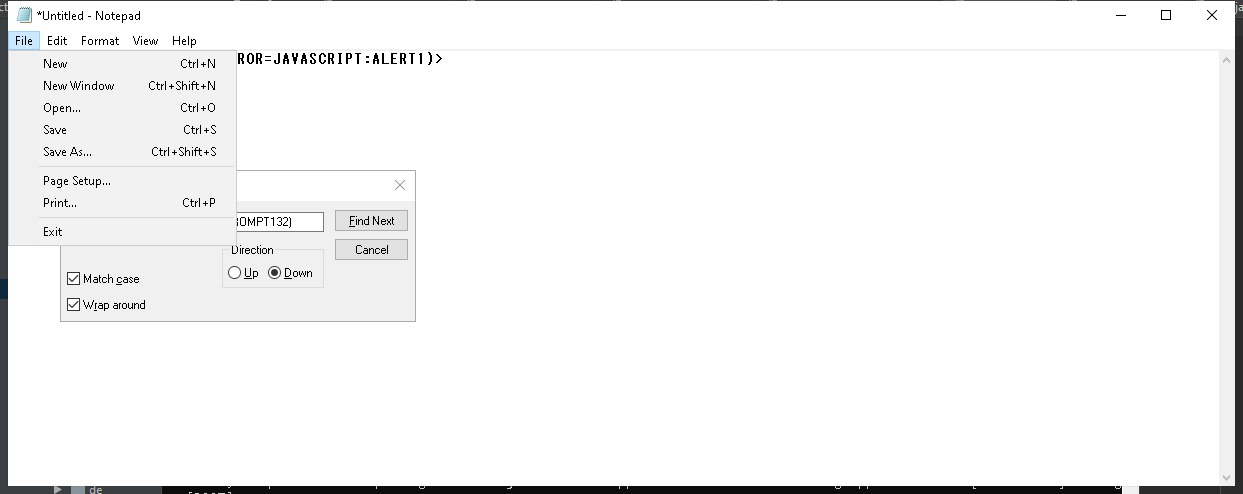 *Untitled - Notepad
File Edit Format View Help
ROR=JAVASCRIPT:ALERT1)>
New Ctrl+N
New Window Ctrl+Shift+N
Open... Ctrl+O
Save Ctrl+S
Save As... Ctrl+Shift+S
Page Setup...
Print... Ctrl+P
Exit
ROMPT132)
Find Next
Direction
Cancel
Up Down
Match case
Wrap around
de